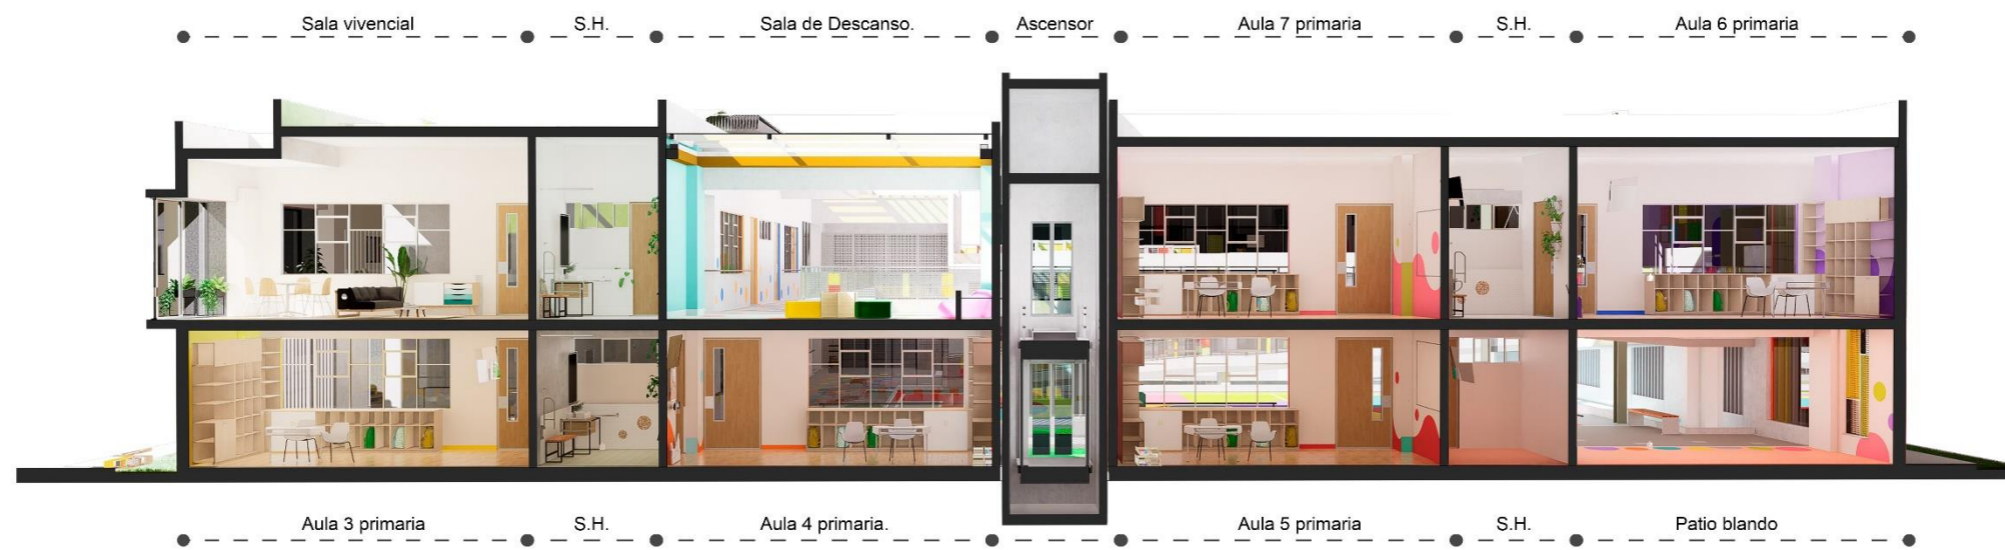 Sala vivencial
S.H.
Sala de Descanso.
Ascensor
Aula 7 primaria
S.H.
Aula 6 primaria
Aula 3 primaria
S.H.
Aula 4 primaria.
Aula 5 primaria
S.H.
Patio blando